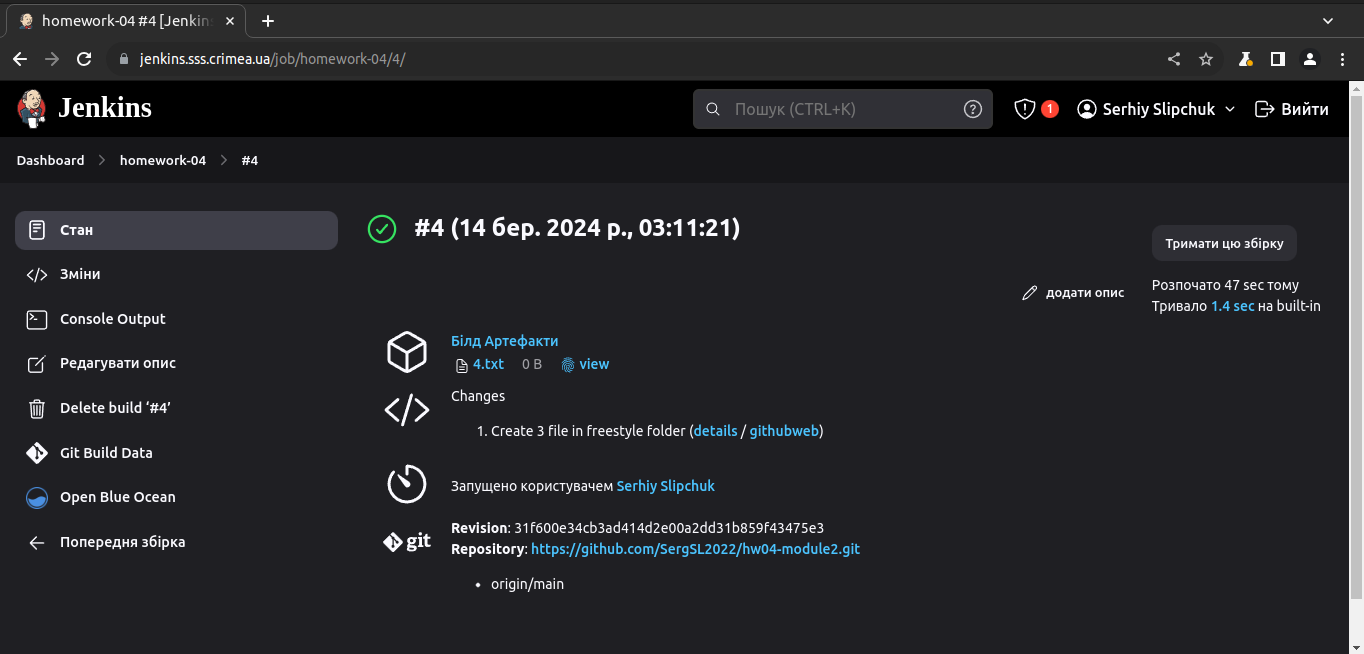 homework-04 #4 [Jenkin
jenkins.sss.crimea.ua/job/homework-04/4/
Jenkins
Пошук (CTRL+K)
?
1
Serhiy Slipchuk
Вийти
Dashboard
homework-04
#4
Стан
Зміни
Console Output
Редагувати опис
Delete build ‘#4’
Git Build Data
Open Blue Ocean
Попередня збірка
#4 (14 бер. 2024 р., 03:11:21)
Тримати цю збірку
додати опис
Розпочато 47 sec тому
Тривало 1.4 sec на built-in
Білд Артефакти
4.txt 0 B view
Changes
1. Create 3 file in freestyle folder (details / githubweb)
Запущено користувачем Serhiy Slipchuk
git
Revision: 31f600e34cb3ad414d2e00a2dd31b859f43475e3
Repository: https://github.com/SergSL2022/hw04-module2.git
• origin/main